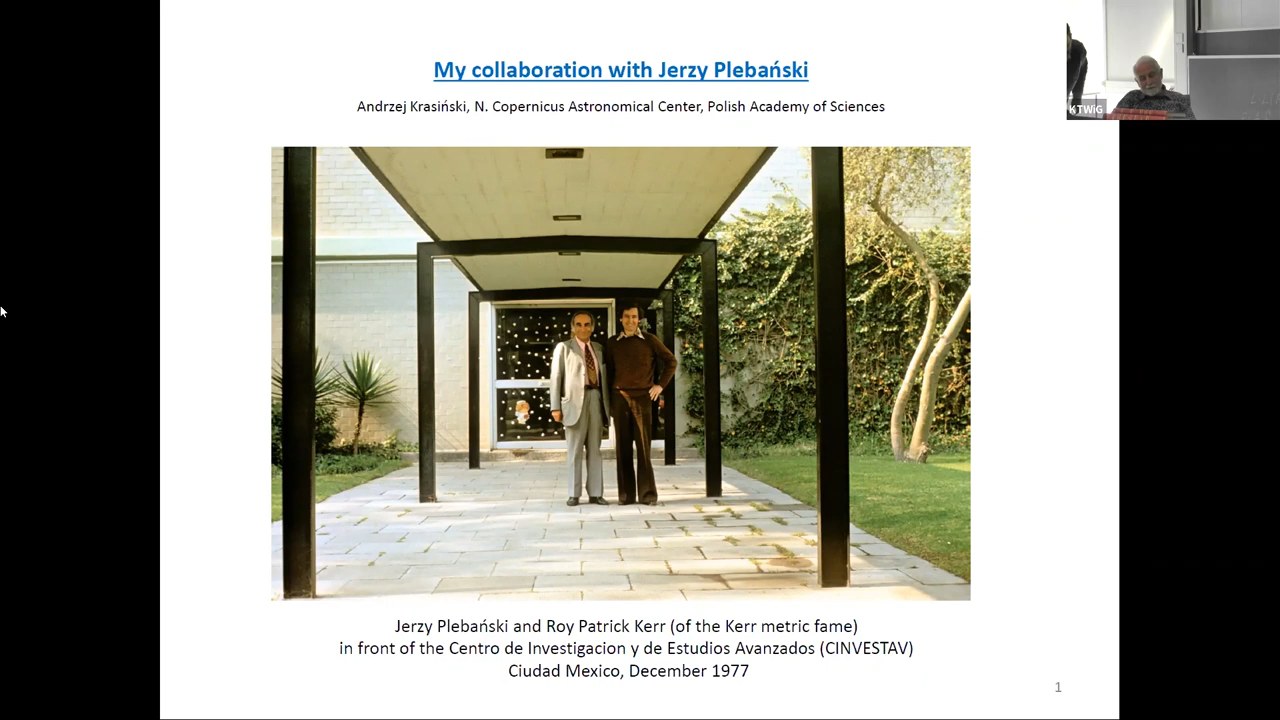 My collaboration with Jerzy Plebański
Andrzej Krasiński, N. Copernicus Astronomical Center, Polish Academy of Sciences
KTWiG
Jerzy Plebański and Roy Patrick Kerr (of the Kerr metric fame)
in front of the Centro de Investigacion y de Estudios Avanzados (CINVESTAV)
Ciudad Mexico, December 1977
1